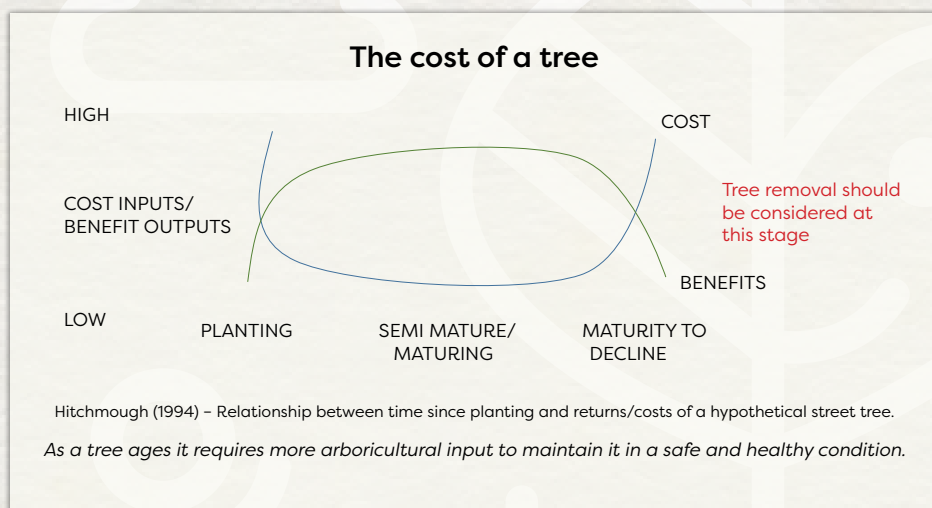 The cost of a tree
HIGH
COST
COST INPUTS/
BENEFIT OUTPUTS
Tree removal should
be considered at
this stage
BENEFITS
LOW
PLANTING
SEMI MATURE/
MATURING
MATURITY TO
DECLINE
Hitchmough (1994) – Relationship between time since planting and returns/costs of a hypothetical street tree.
As a tree ages it requires more arboricultural input to maintain it in a safe and healthy condition.